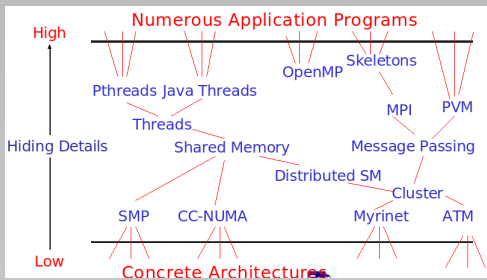 Numerous Application Programs
High
Skeletons
OpenMP
Pthreads Java Threads
MPI
PVM
Threads
Hiding Details
Shared Memory
Message Passing
Distributed SM
Cluster
SMP
CC-NUMA
Myrinet
ATM
Low
Concrete Architectures